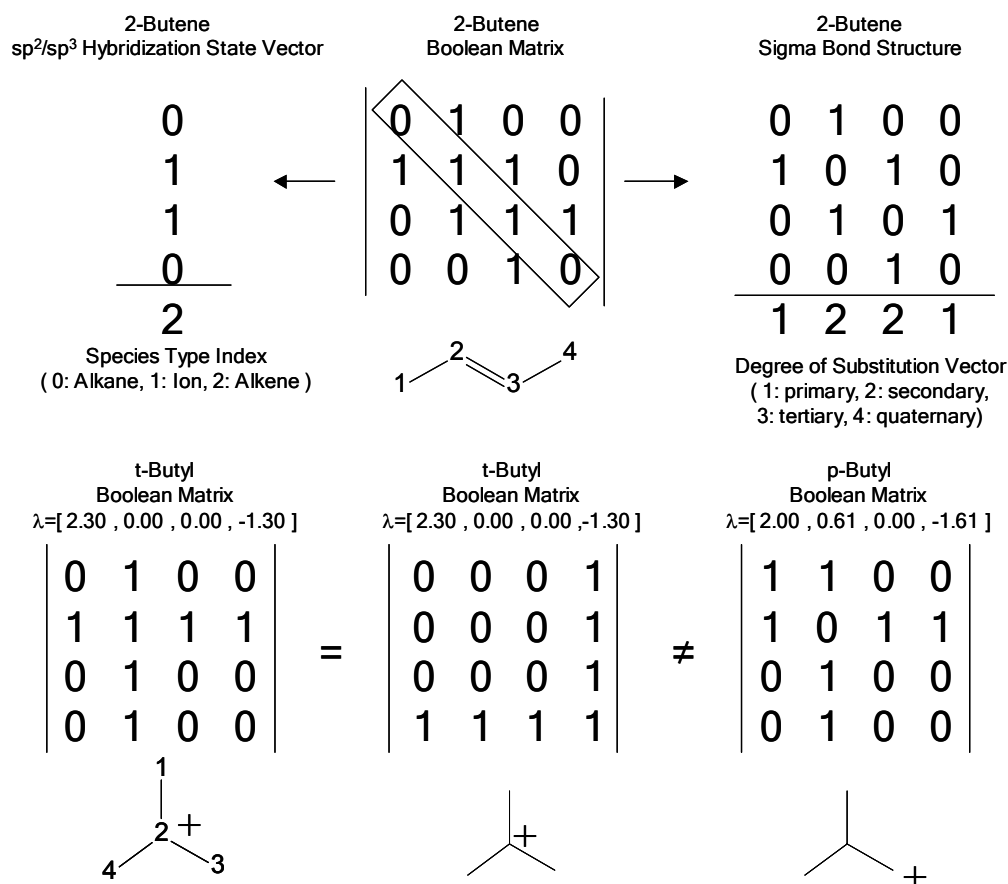 2-Butene
sp²/sp³ Hybridization State Vector
0
1
1
0
2
Species Type Index
( 0: Alkane, 1: Ion, 2: Alkene )
2-Butene
Boolean Matrix
0 1 0 0
1 1 1 0
0 1 1 1
0 0 1 0
2 4
1 3
2-Butene
Sigma Bond Structure
0 1 0 0
1 0 1 0
0 1 0 1
0 0 1 0
1 2 2 1
Degree of Substitution Vector
( 1: primary, 2: secondary,
3: tertiary, 4: quaternary)
t-Butyl
Boolean Matrix
λ=[ 2.30 , 0.00 , 0.00 , -1.30 ]
0 1 0 0
1 1 1 1
0 1 0 0
0 1 0 0
1
2 +
4 3
=
t-Butyl
Boolean Matrix
λ=[ 2.30 , 0.00 , 0.00 ,-1.30 ]
0 0 0 1
0 0 0 1
0 0 0 1
1 1 1 1
+
≠
p-Butyl
Boolean Matrix
λ=[ 2.00 , 0.61 , 0.00 , -1.61 ]
1 1 0 0
1 0 1 1
0 1 0 0
0 1 0 0
+